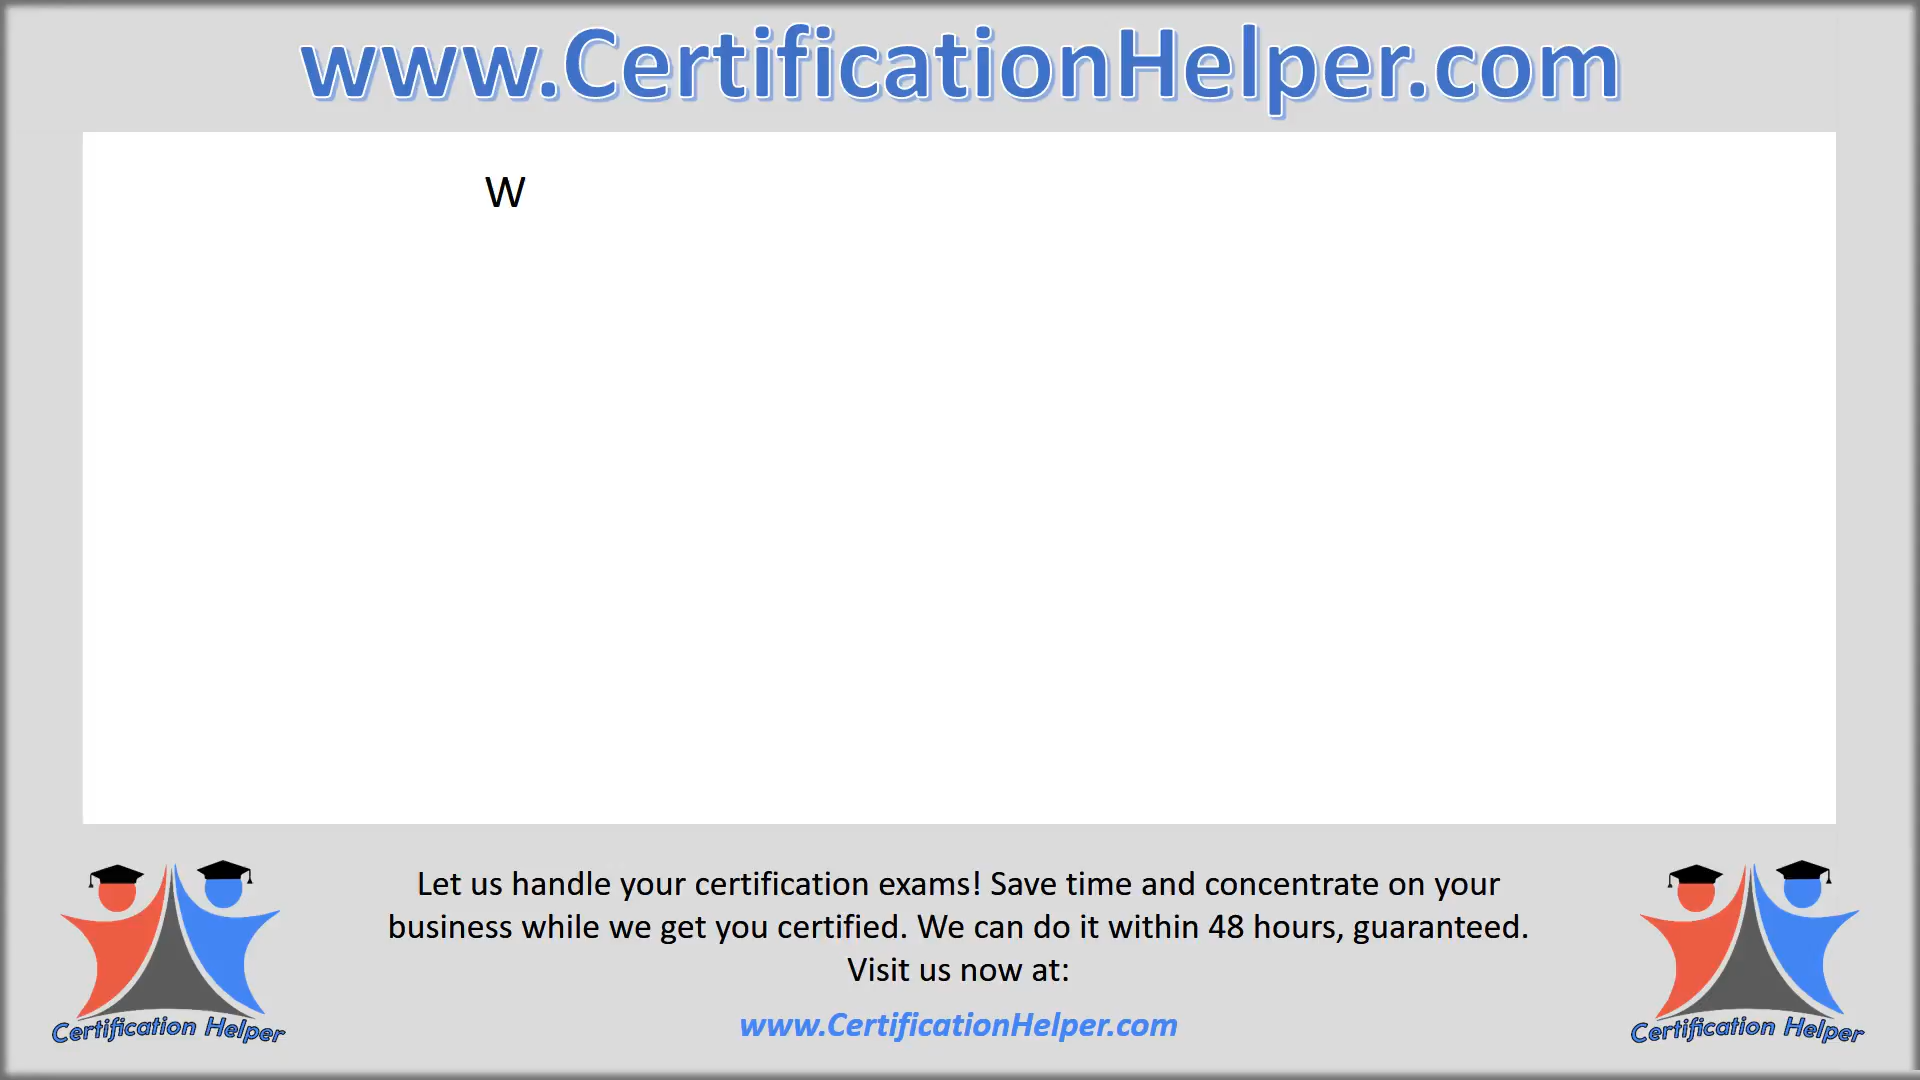 www.CertificationHelper.com
W
Let us handle your certification exams! Save time and concentrate on your
business while we get you certified. We can do it within 48 hours, guaranteed.
Visit us now at:
www.CertificationHelper.com
Certification Helper
Certification Helper